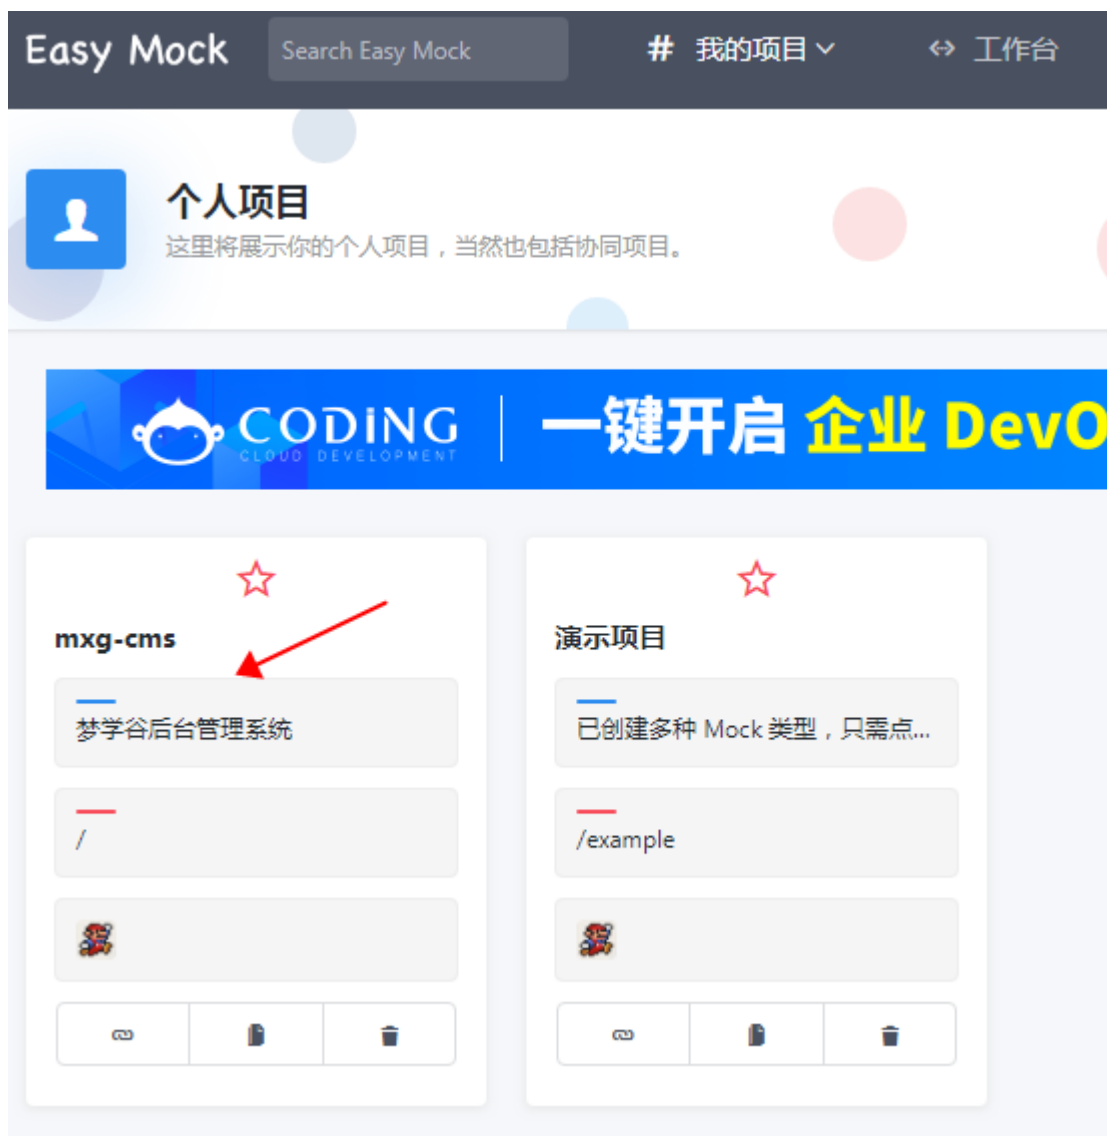 Easy Mock
Search Easy Mock
# 我的项目
工作台
个人项目
这里将展示你的个人项目，当然也包括协同项目。
CODING
CLOUD DEVELOPMENT
一键开启 企业 DevO
mxg-cms
梦学谷后台管理系统
/
演示项目
已创建多种 Mock 类型，只需点...
/example